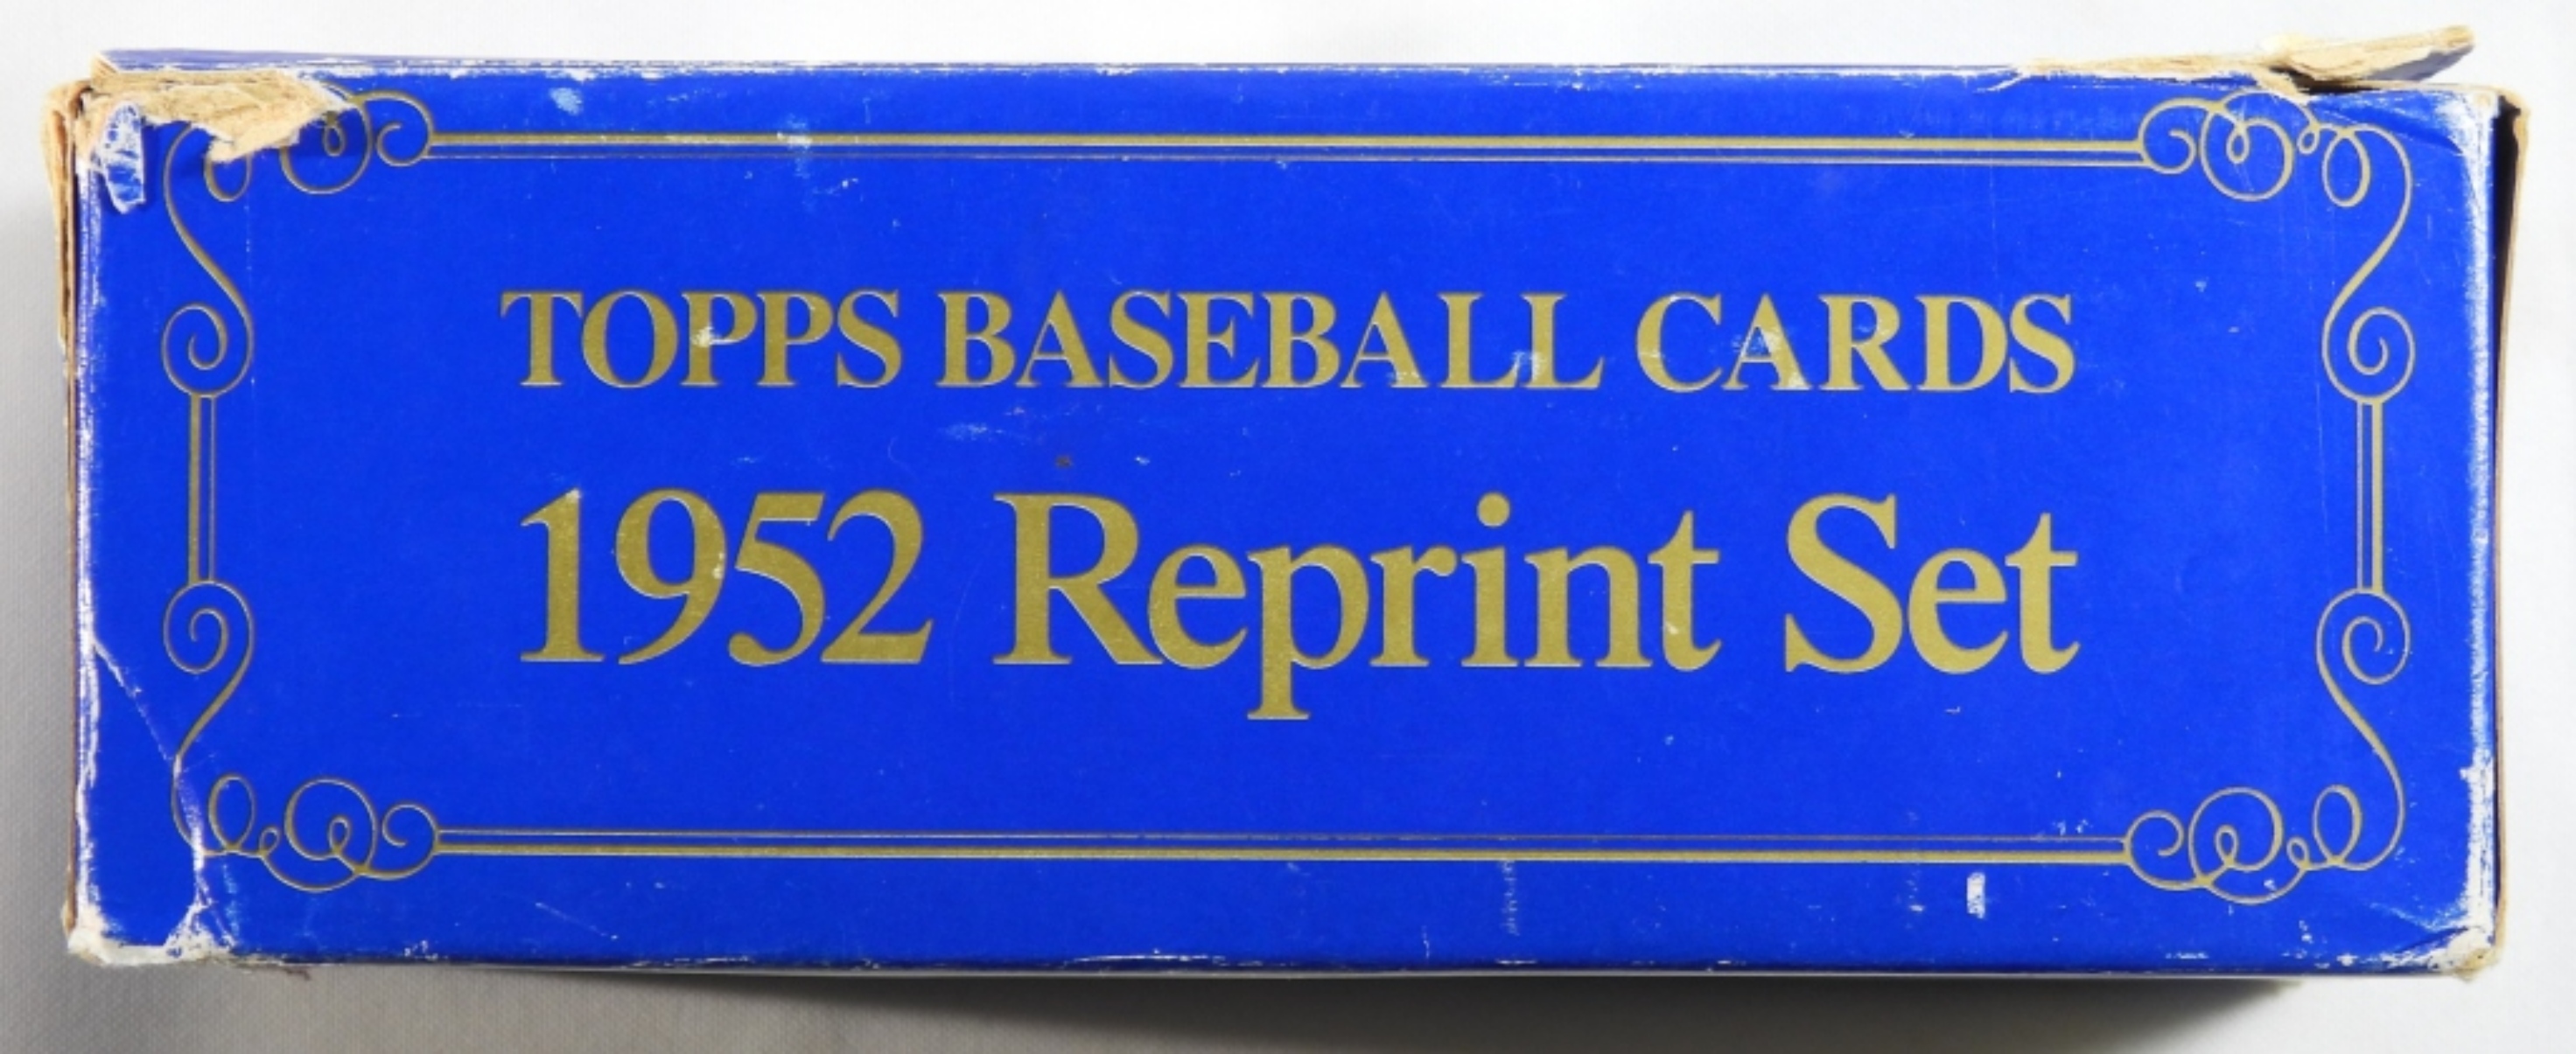 TOPPS BASEBALL CARDS
1952 Reprint Set